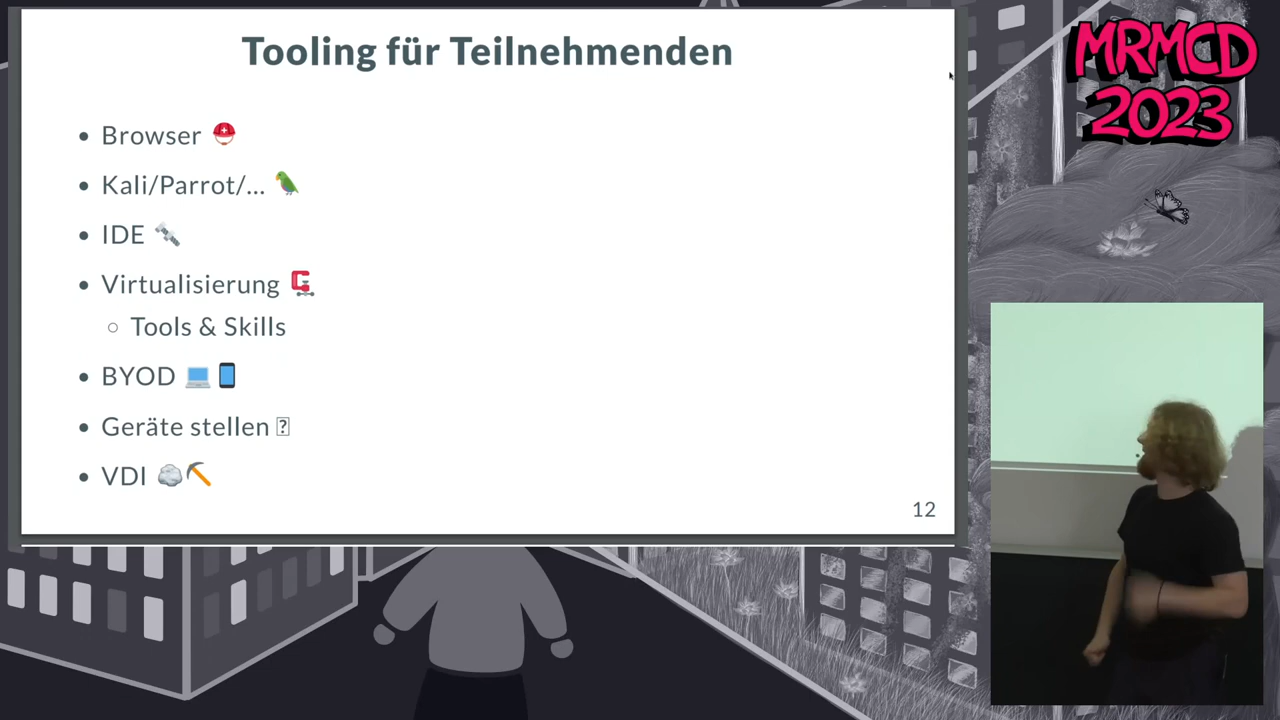 Tooling für Teilnehmenden
MRMCD
2023
• Browser ⛑️
• Kali/Parrot/... 🦜
• IDE 🛰️
• Virtualisierung 🗜️
○ Tools & Skills
• BYOD 💻📱
• Geräte stellen ⍰
• VDI 🪨⛏️
12